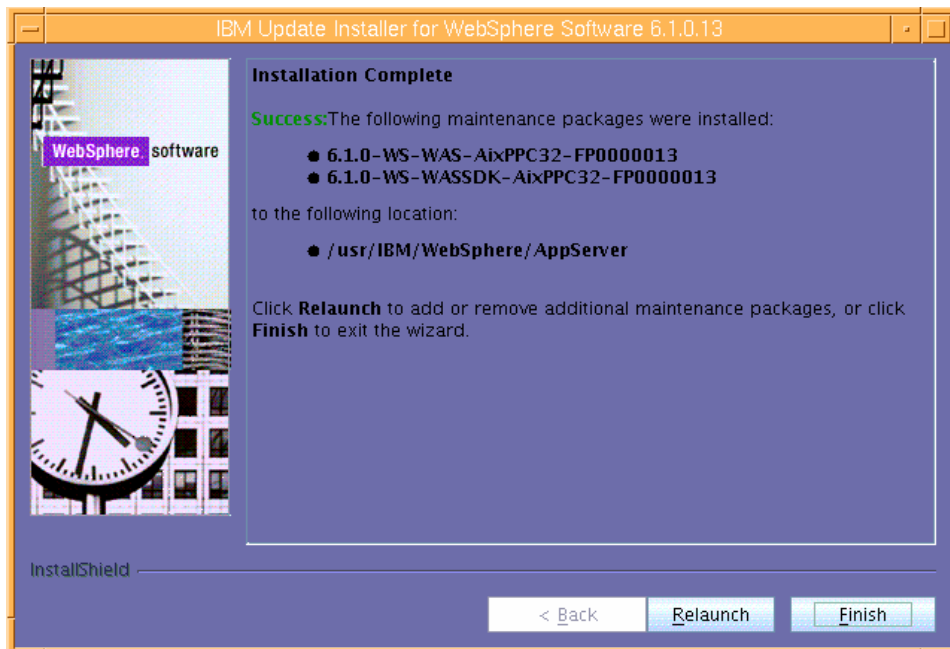 IBM Update Installer for WebSphere Software 6.1.0.13
WebSphere software
Installation Complete
Success:The following maintenance packages were installed:
6.1.0-WS-WAS-AixPPC32-FP0000013
6.1.0-WS-WASSDK-AixPPC32-FP0000013
to the following location:
/usr/IBM/WebSphere/AppServer
Click Relaunch to add or remove additional maintenance packages, or click
Finish to exit the wizard.
InstallShield
< Back
Relaunch
Finish